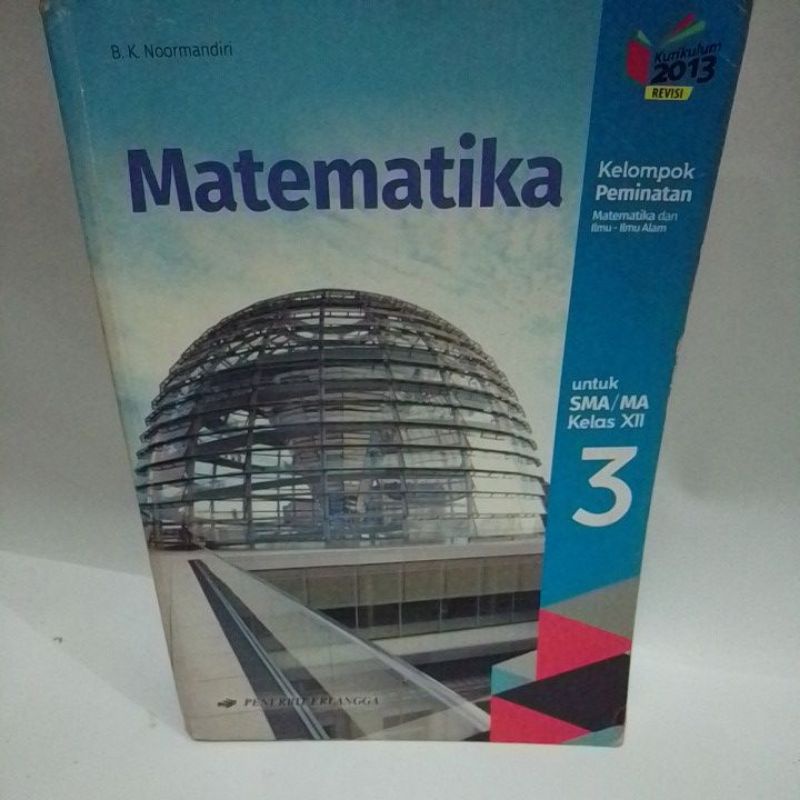 B. K. Noormandiri
Kurikulum
2013
REVISI
Matematika
Kelompok
Peminatan
Matematika dan
Ilmu - Ilmu Alam
untuk
SMA/MA
Kelas XII
3
PENERBIT ERLANGGA